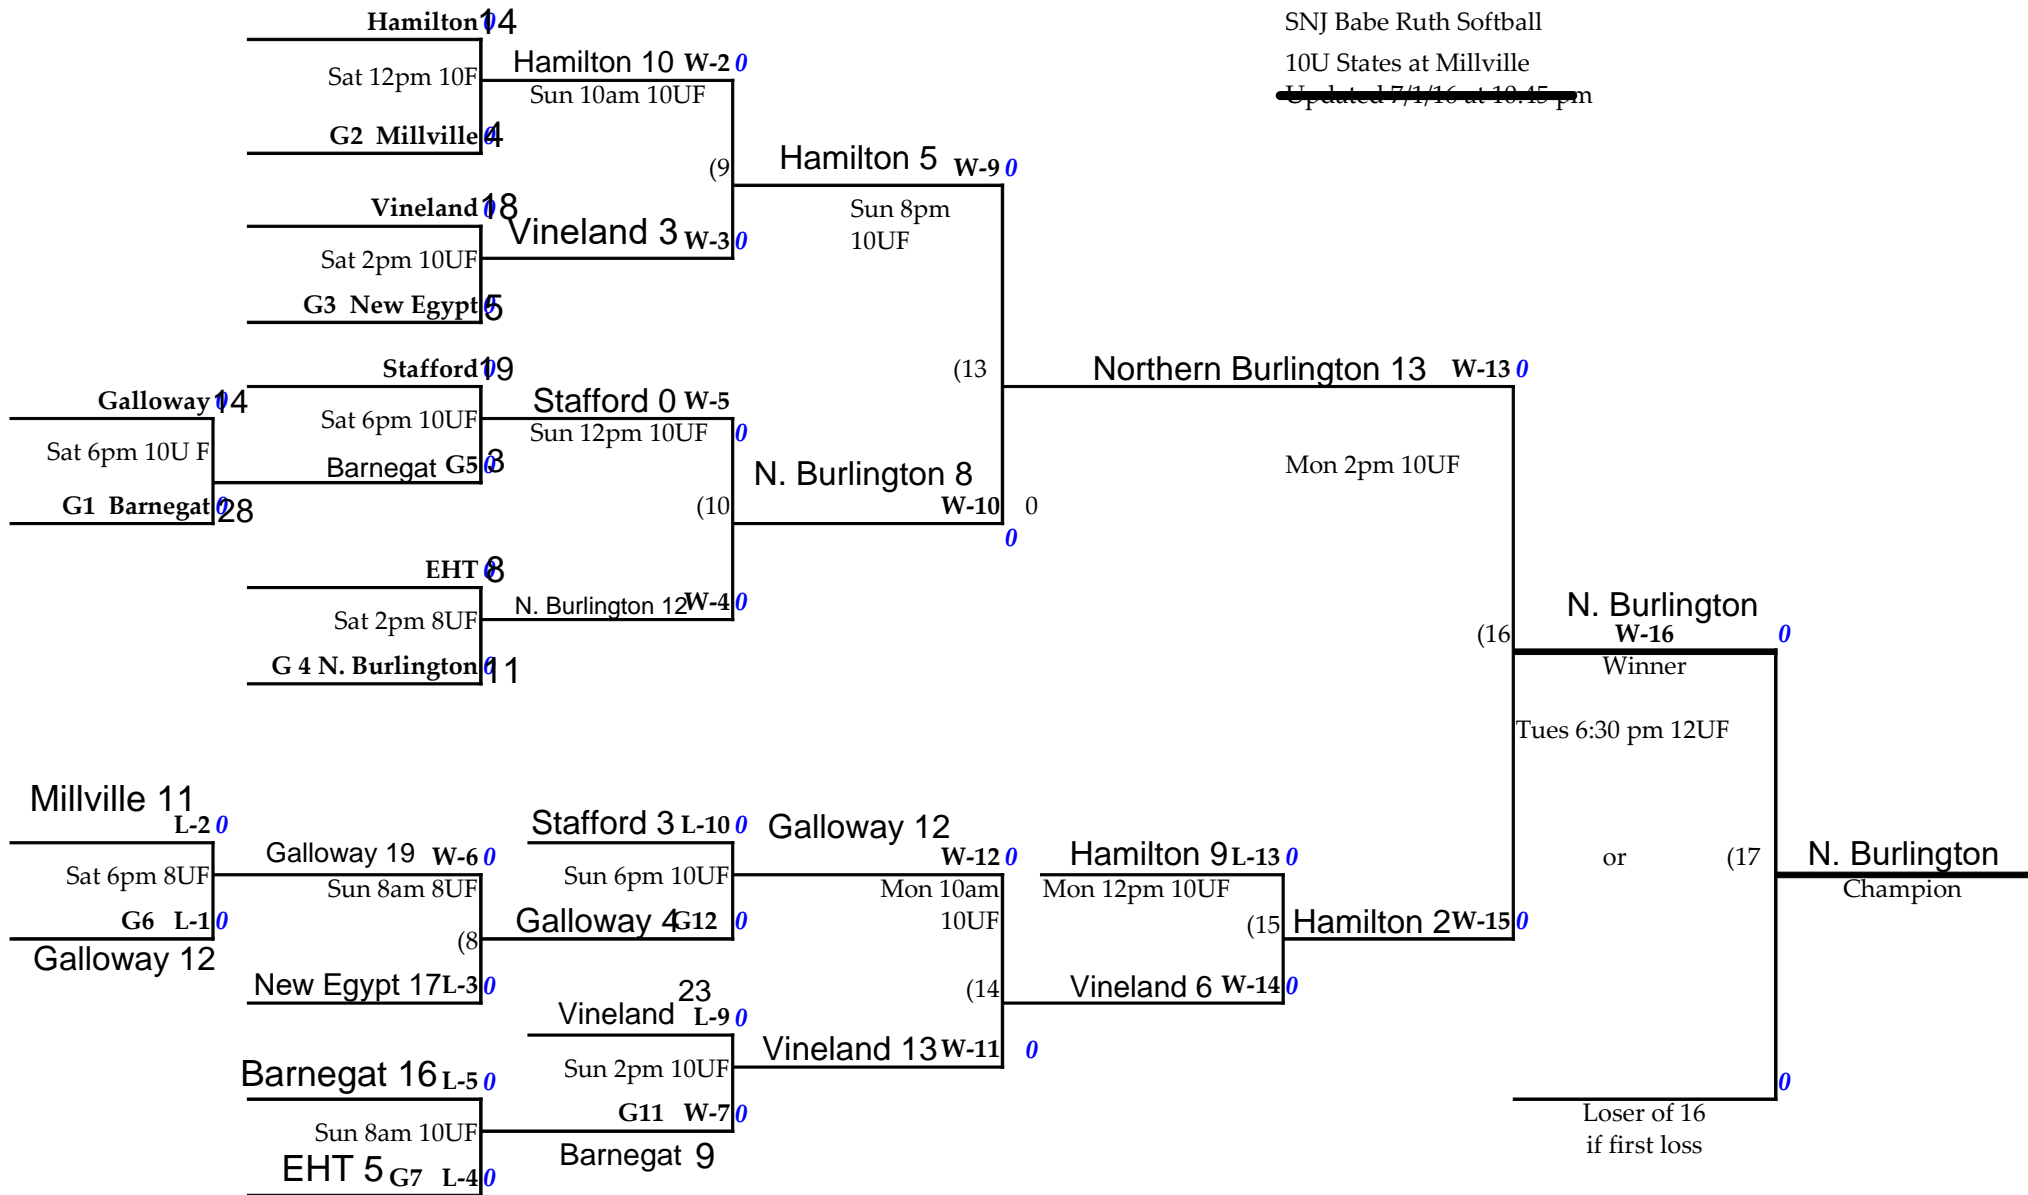 SNJ Babe Ruth Softball
10U States at Millville
Updated 7/1/16 at 10:45 pm
Hamilton 0 14
Sat 12pm 10F
G2 Millville 0 4
Hamilton 10 W-2 0
Sun 10am 10UF
Vineland 0 18
Sat 2pm 10UF
G3 New Egypt 0 5
Vineland 3 W-3 0
(9
Hamilton 5 W-9 0
Sun 8pm
10UF
Stafford 0 19
Galloway 0 14
Sat 6pm 10U F
G1 Barnegat 0 28
Sat 6pm 10UF
Barnegat G5 0 3
Stafford 0 W-5
Sun 12pm 10UF 0
(10
N. Burlington 8
W-10 0
0
EHT 0 8
Sat 2pm 8UF
G 4 N. Burlington 0 11
N. Burlington 12 W-4 0
(13
Northern Burlington 13 W-13 0
Mon 2pm 10UF
(16
N. Burlington
W-16 0
Winner
Tues 6:30 pm 12UF
or
(17
N. Burlington
Champion
0
Loser of 16
if first loss
Millville 11
L-2 0
Sat 6pm 8UF
G6 L-1 0
Galloway 12
Galloway 19 W-6 0
Sun 8am 8UF
(8
New Egypt 17 L-3 0
Stafford 3 L-10 0
Sun 6pm 10UF
Galloway 4 G12 0
Galloway 12
W-12 0
Mon 10am
10UF
(14
Hamilton 9 L-13 0
Mon 12pm 10UF
(15
Hamilton 2 W-15 0
Vineland 6 W-14 0
23
Vineland L-9 0
Sun 2pm 10UF
G11 W-7 0
Barnegat 9
Vineland 13 W-11 0
Barnegat 16 L-5 0
Sun 8am 10UF
EHT 5 G7 L-4 0